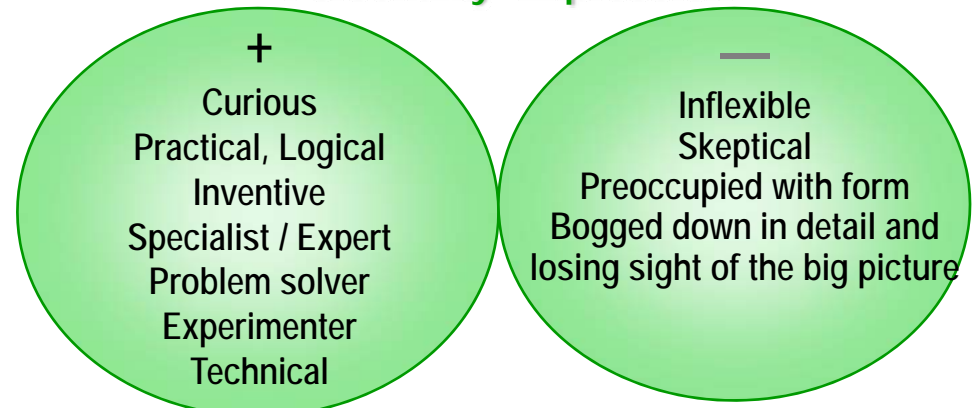 +
Curious
Practical, Logical
Inventive
Specialist / Expert
Problem solver
Experimenter
Technical
—
Inflexible
Skeptical
Preoccupied with form
Bogged down in detail and
losing sight of the big picture